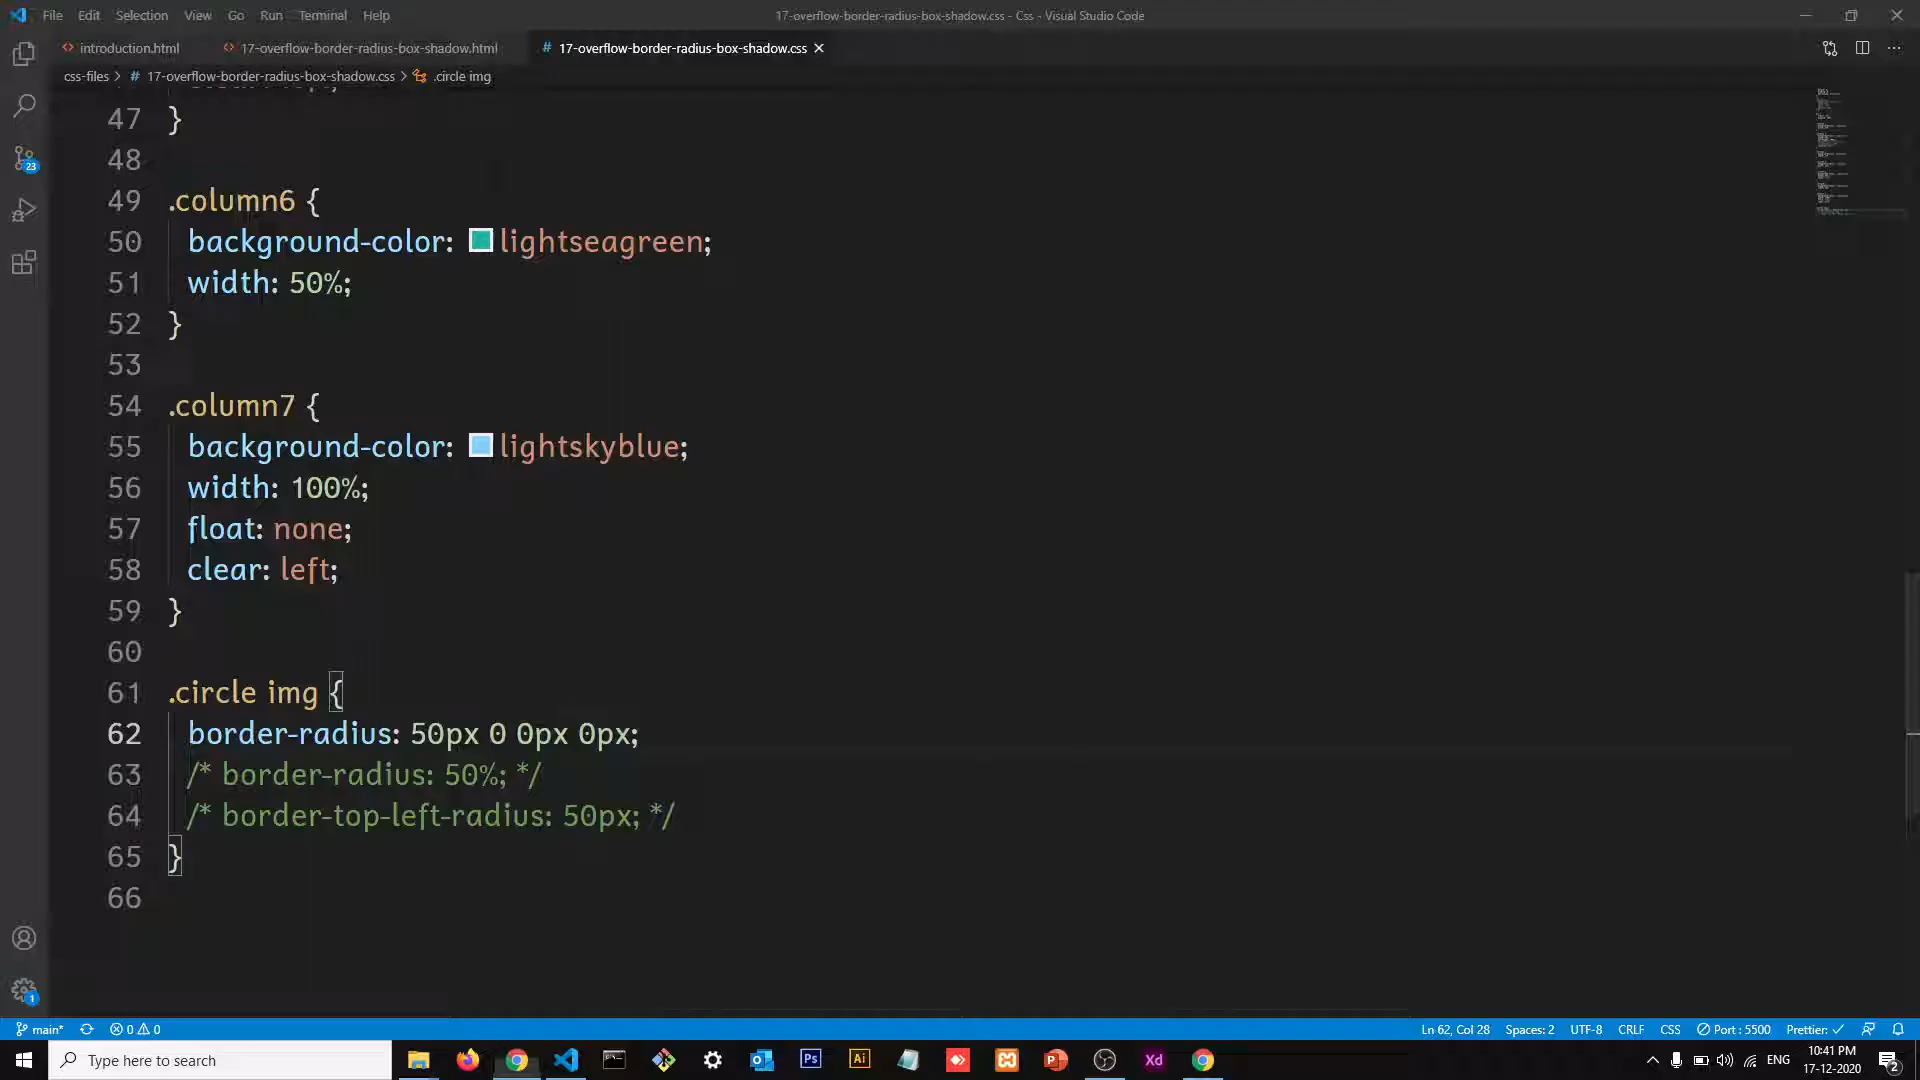 File Edit Selection View Go Run Terminal Help
17-overflow-border-radius-box-shadow.css - Css - Visual Studio Code
introduction.html
17-overflow-border-radius-box-shadow.html
# 17-overflow-border-radius-box-shadow.css
css-files > # 17-overflow-border-radius-box-shadow.css > .circle img
47 }
48
49 .column6 {
50 background-color: lightseagreen;
51 width: 50%;
52 }
53
54 .column7 {
55 background-color: lightskyblue;
56 width: 100%;
57 float: none;
58 clear: left;
59 }
60
61 .circle img {
62 border-radius: 50px 0 0px 0px;
63 /* border-radius: 50%; */
64 /* border-top-left-radius: 50px; */
65 }
66
23
1
main* 0 0 Ln 62, Col 28 Spaces: 2 UTF-8 CRLF CSS Port : 5500 Prettier: ✓
Type here to search
Ps
Ai
Xd
ENG
10:41 PM
17-12-2020
2